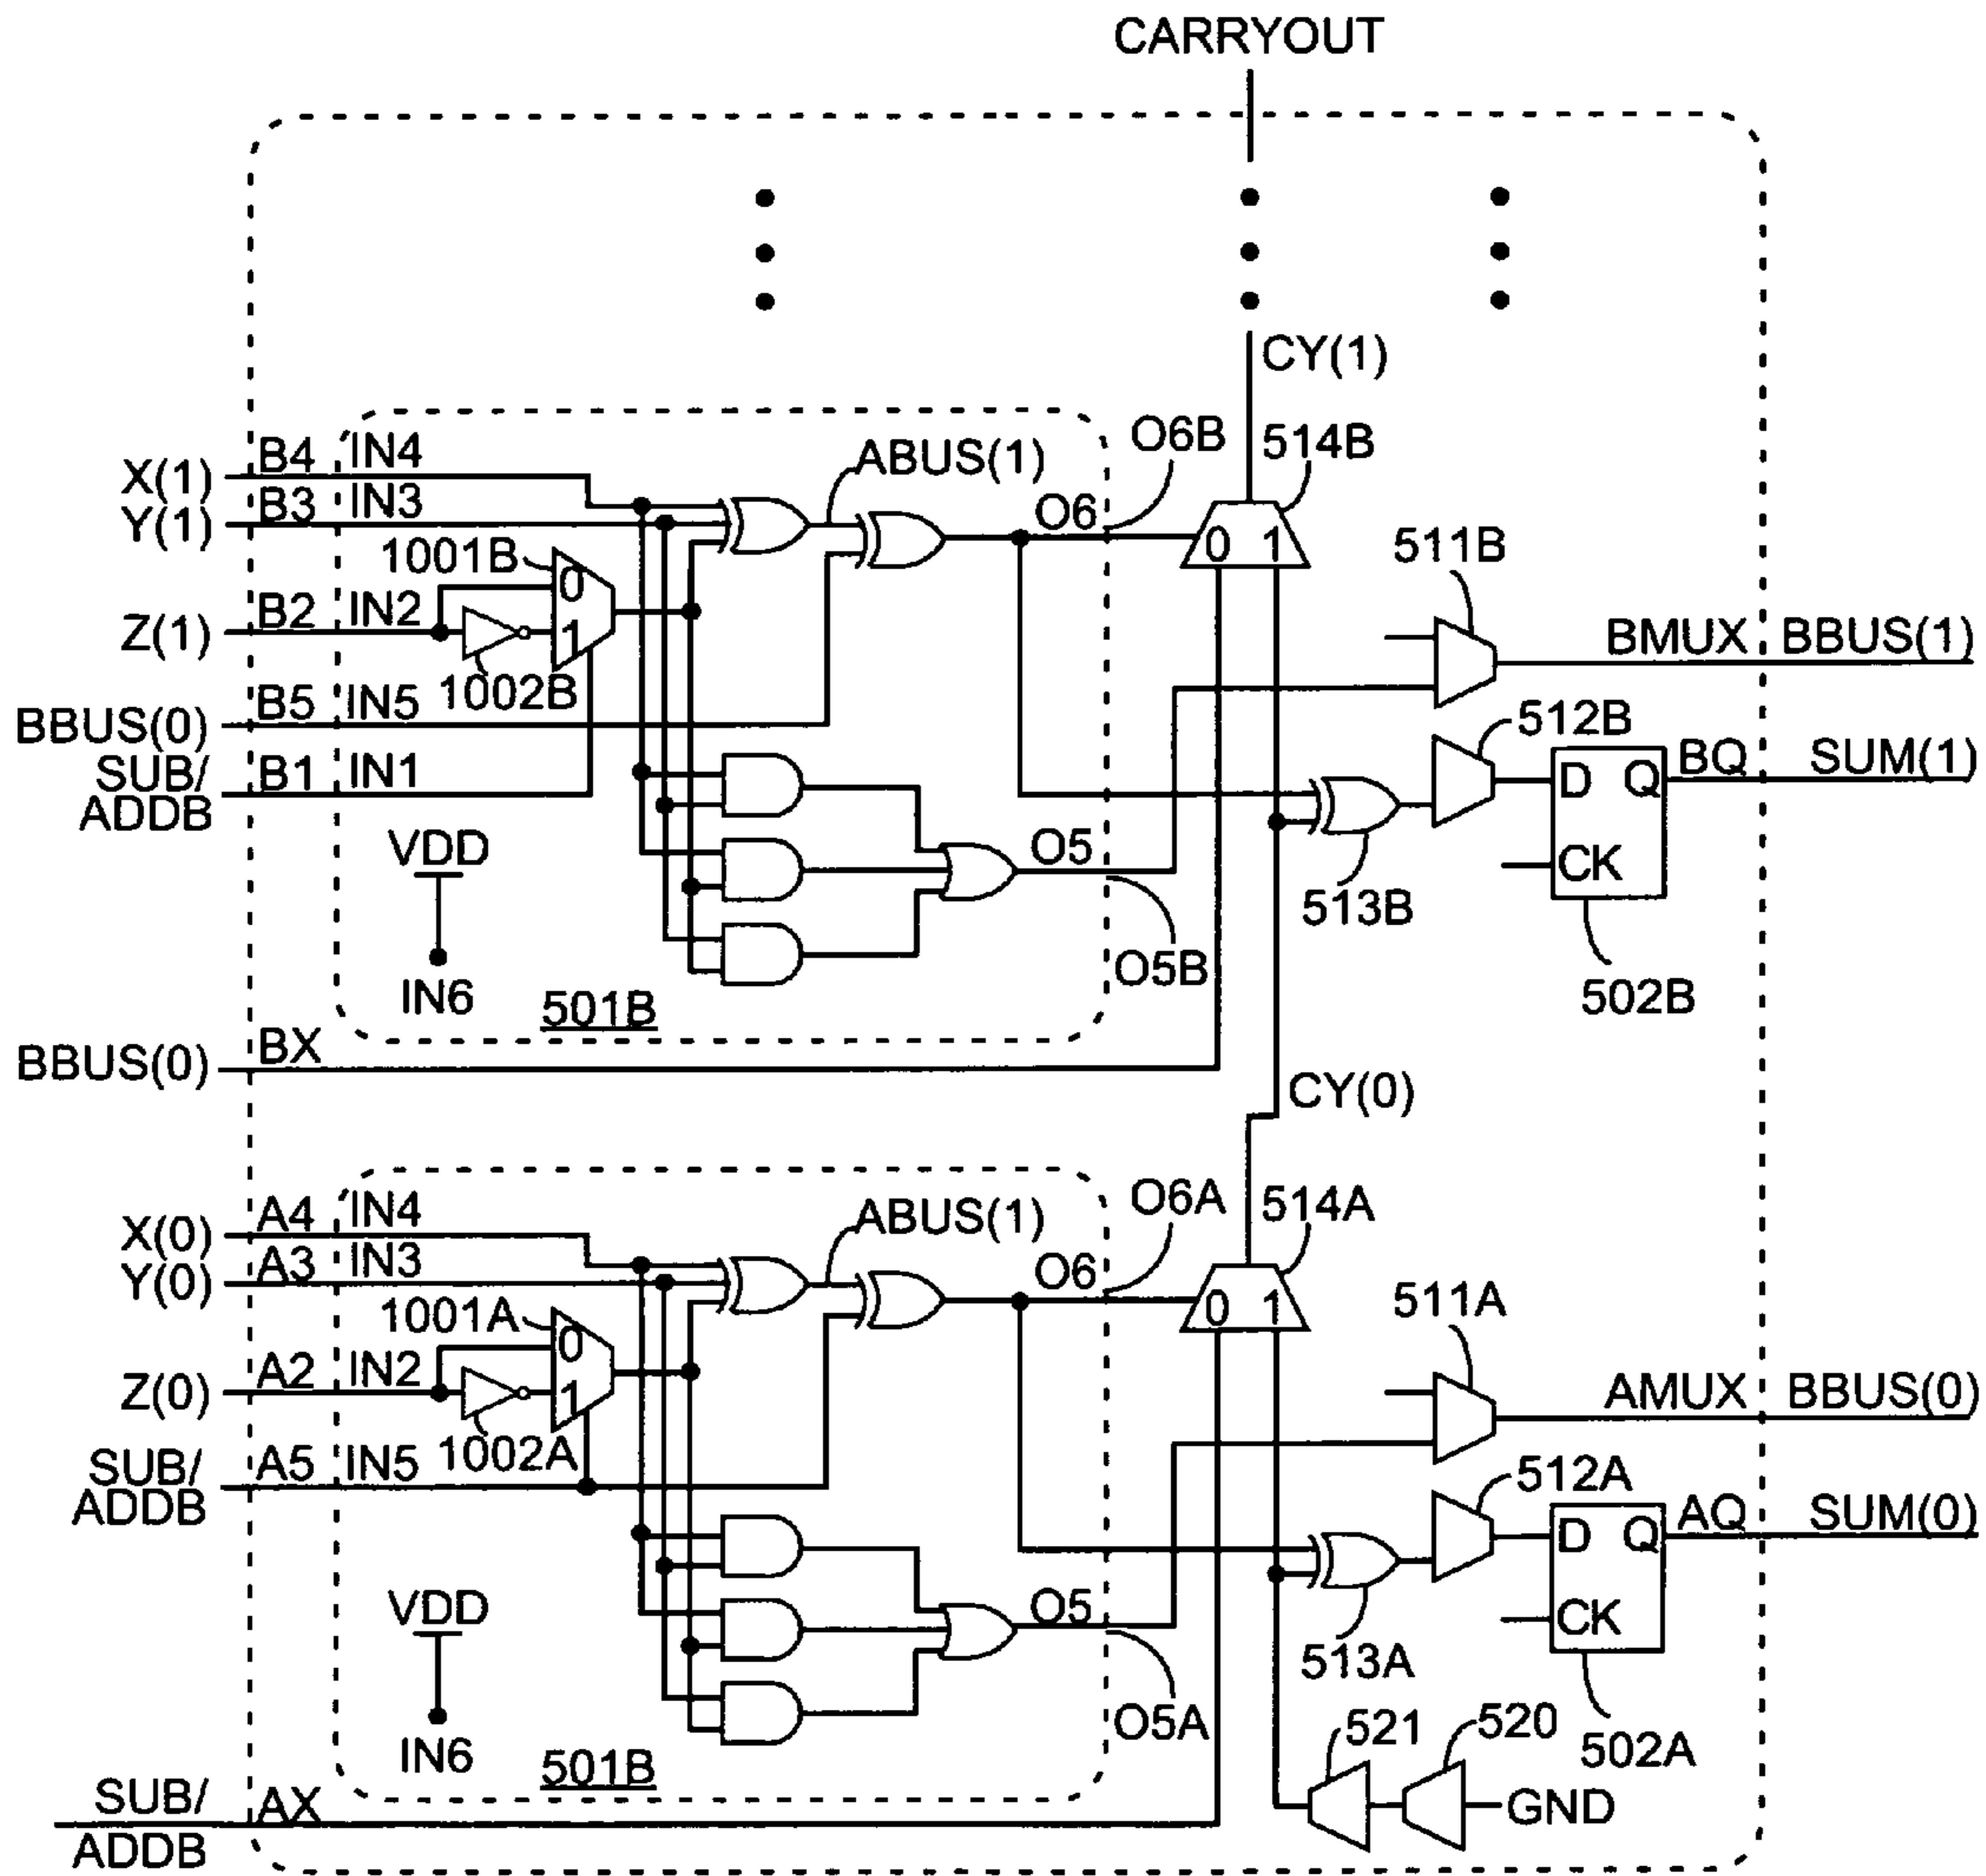 CARRYOUT
CY(1)
X(1) B4 IN4 ABUS(1) O6B 514B
Y(1) B3 IN3 O6
1001B 0 0 1 511B
Z(1) B2 IN2 1 BMUX BBUS(1)
1002B
BBUS(0) B5 IN5 512B
SUB/ B1 IN1 D Q BQ SUM(1)
ADDB
VDD O5 CK
513B
IN6 O5B 502B
501B
BBUS(0) BX
CY(0)
X(0) A4 IN4 ABUS(1) O6A 514A
Y(0) A3 IN3 O6
1001A 0 0 1 511A
Z(0) A2 IN2 1 AMUX BBUS(0)
1002A
SUB/ A5 IN5 512A
ADDB D Q AQ SUM(0)
VDD O5 CK
513A
IN6 O5A 521 520 502A
501B
SUB/ AX GND
ADDB